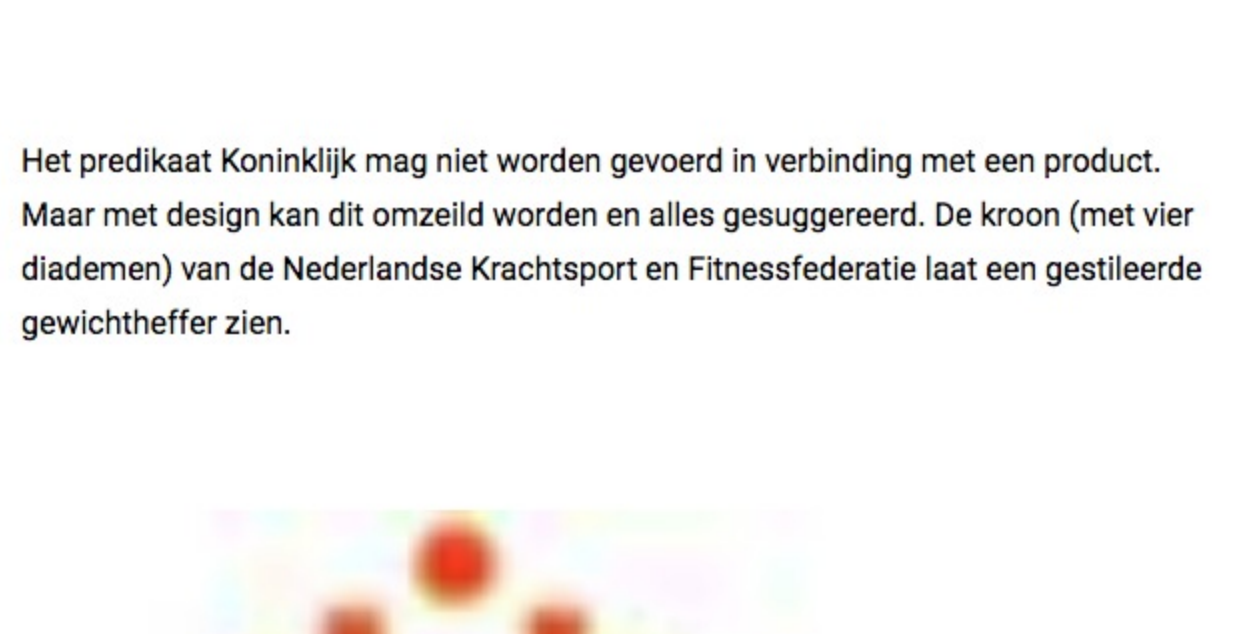 Het predikaat Koninklijk mag niet worden gevoerd in verbinding met een product.
Maar met design kan dit omzeild worden en alles gesuggereerd. De kroon (met vier
diademen) van de Nederlandse Krachtsport en Fitnessfederatie laat een gestileerde
gewichtheffer zien.